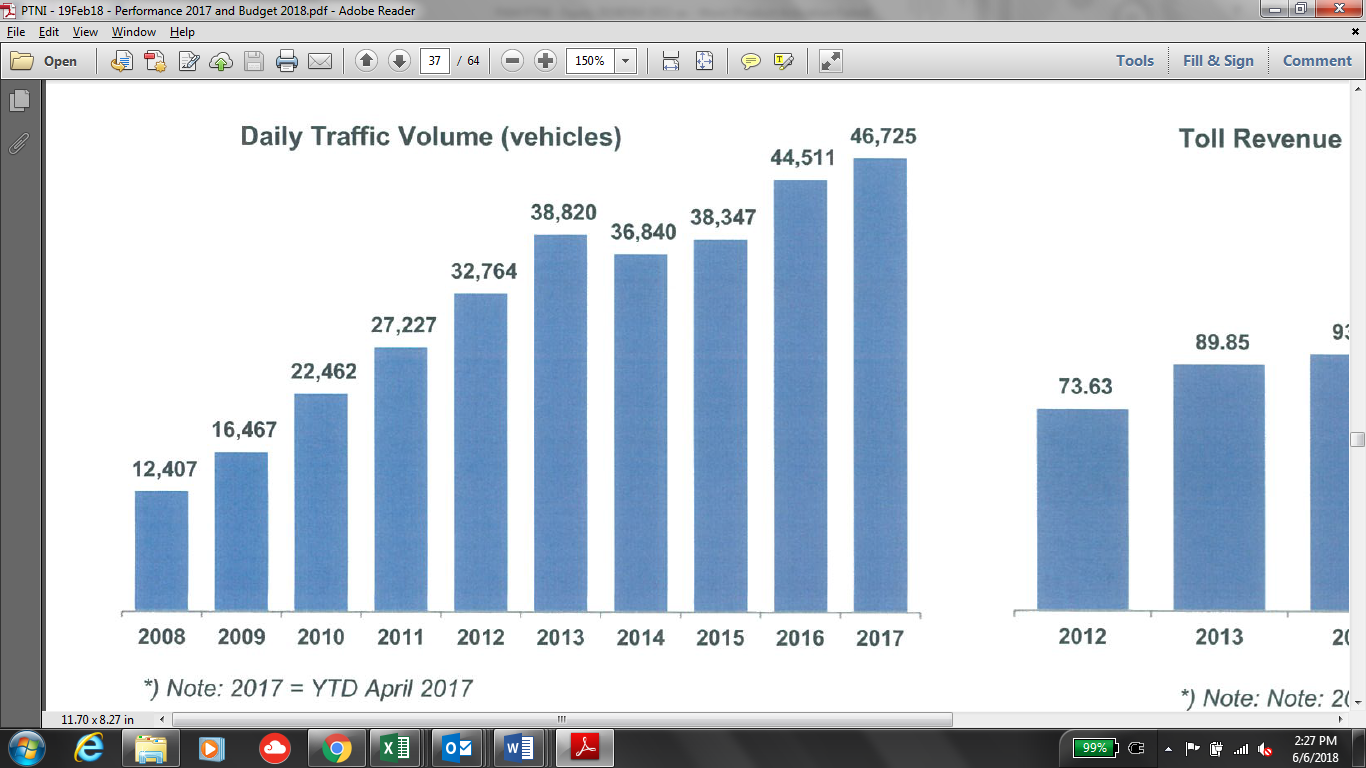 PTNI - 19Feb18 - Performance 2017 and Budget 2018.pdf - Adobe Reader
File Edit View Window Help
Open 37 / 64 150% Tools Fill & Sign Comment
Daily Traffic Volume (vehicles)
12,407
16,467
22,462
27,227
32,764
38,820
36,840
38,347
44,511
46,725
2008 2009 2010 2011 2012 2013 2014 2015 2016 2017
*) Note: 2017 = YTD April 2017
Toll Revenue
73.63
89.85
93
2012 2013 20
*) Note: Note: 20
11.70 x 8.27 in
99%
2:27 PM
6/6/2018